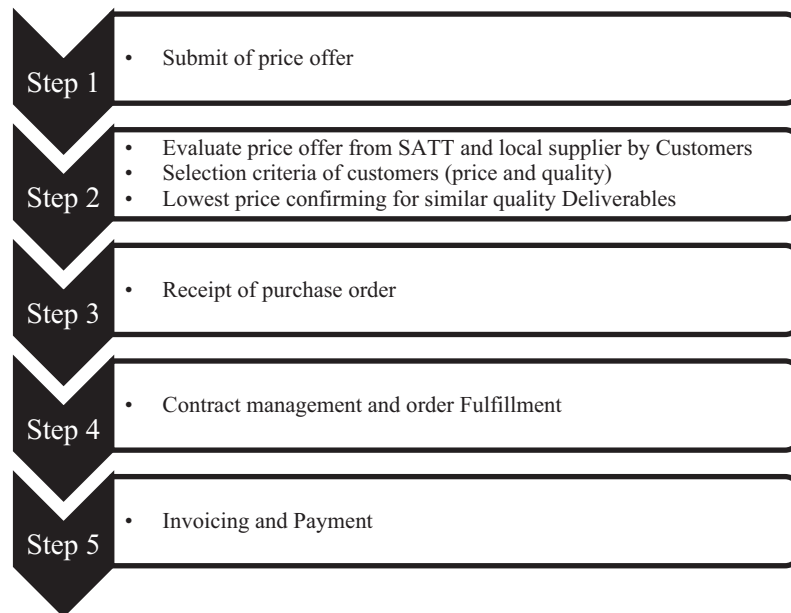 Step 1
• Submit of price offer
Step 2
• Evaluate price offer from SATT and local supplier by Customers
• Selection criteria of customers (price and quality)
• Lowest price confirming for similar quality Deliverables
Step 3
• Receipt of purchase order
Step 4
• Contract management and order Fulfillment
Step 5
• Invoicing and Payment